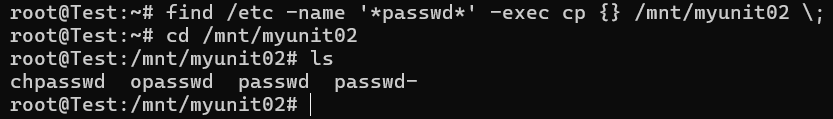 root@Test:~# find /etc -name '*passwd*' -exec cp {} /mnt/myunit02 \;
root@Test:~# cd /mnt/myunit02
root@Test:/mnt/myunit02# ls
chpasswd  opasswd  passwd  passwd-
root@Test:/mnt/myunit02#